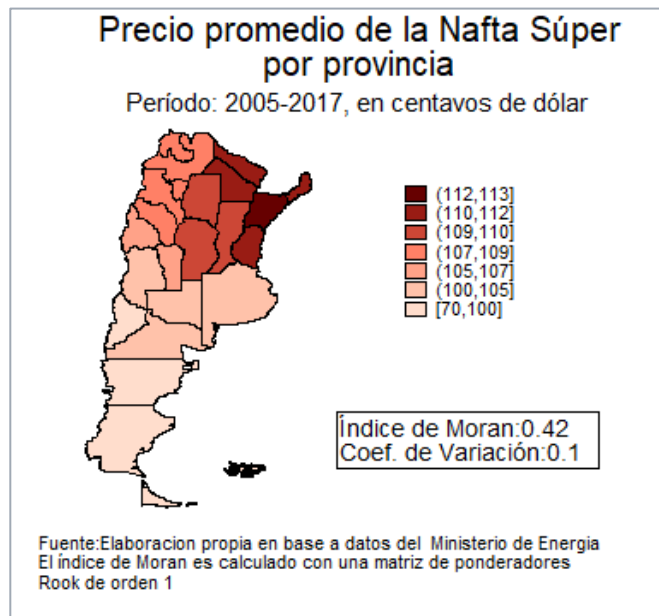 Precio promedio de la Nafta Súper
por provincia
Período: 2005-2017, en centavos de dólar
(112,113]
(110,112]
(109,110]
(107,109]
(105,107]
(100,105]
[70,100]
Índice de Moran:0.42
Coef. de Variación:0.1
Fuente:Elaboracion propia en base a datos del Ministerio de Energia
El índice de Moran es calculado con una matriz de ponderadores
Rook de orden 1